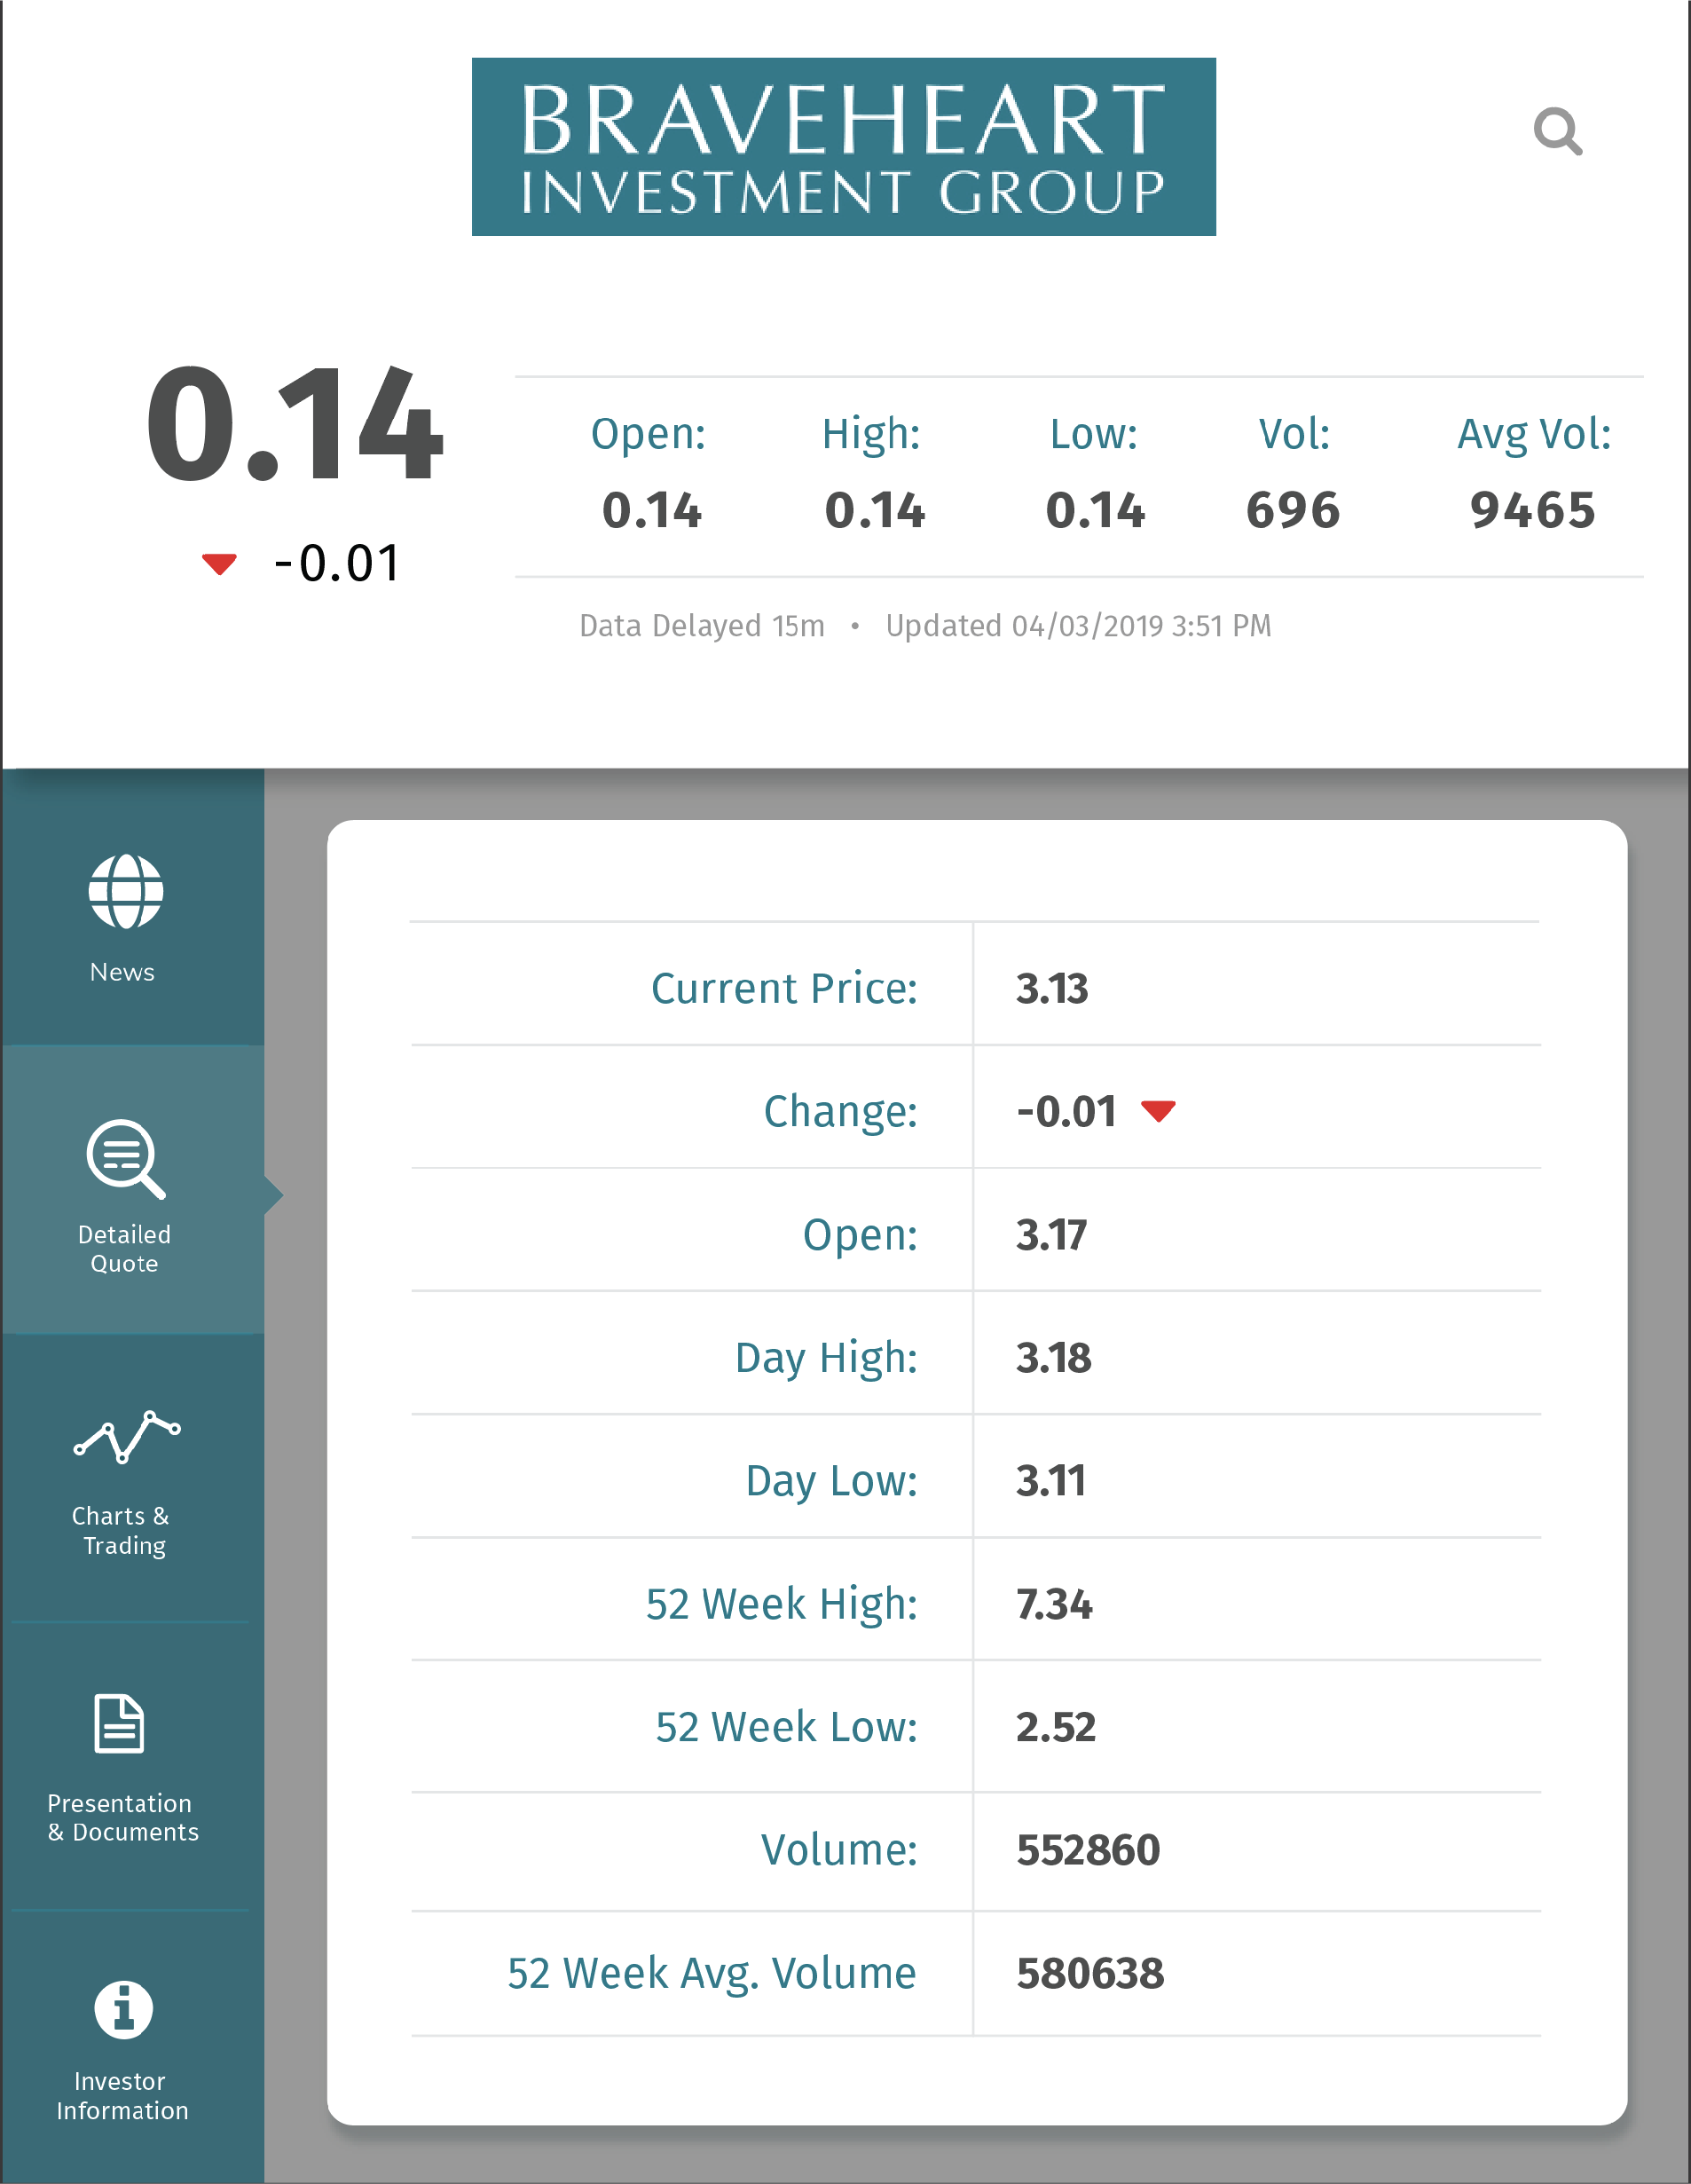 BRAVEHEART
INVESTMENT GROUP
0.14
-0.01
Open: High: Low: Vol: Avg Vol:
0.14 0.14 0.14 696 9465
Data Delayed 15m • Updated 04/03/2019 3:51 PM
News
Detailed
Quote
Charts &
Trading
Presentation
& Documents
Investor
Information
Current Price: 3.13
Change: -0.01
Open: 3.17
Day High: 3.18
Day Low: 3.11
52 Week High: 7.34
52 Week Low: 2.52
Volume: 552860
52 Week Avg. Volume 580638